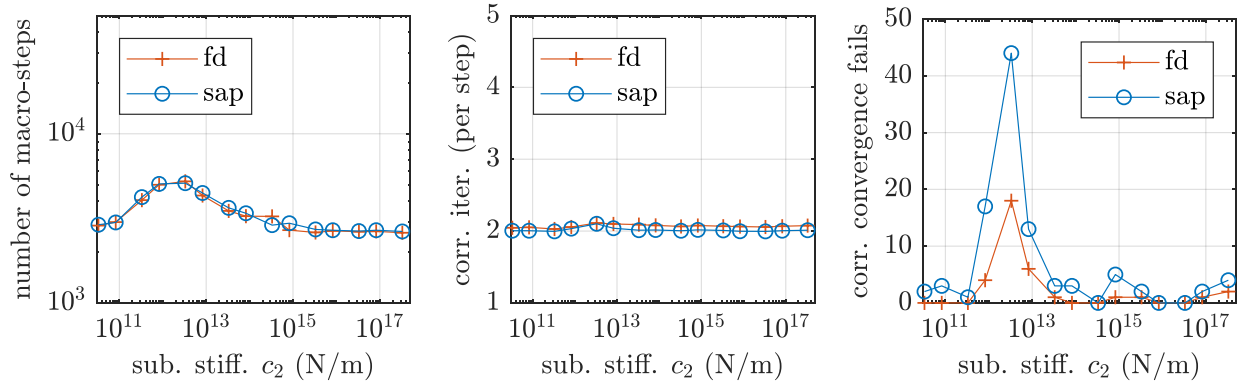 number of macro-steps
10^4
10^3
fd
sap
10^11
10^13
10^15
10^17
sub. stiff. c_2 (N/m)
corr. iter. (per step)
5
4
3
2
1
fd
sap
10^11
10^13
10^15
10^17
sub. stiff. c_2 (N/m)
corr. convergence fails
50
40
30
20
10
0
fd
sap
10^11
10^13
10^15
10^17
sub. stiff. c_2 (N/m)